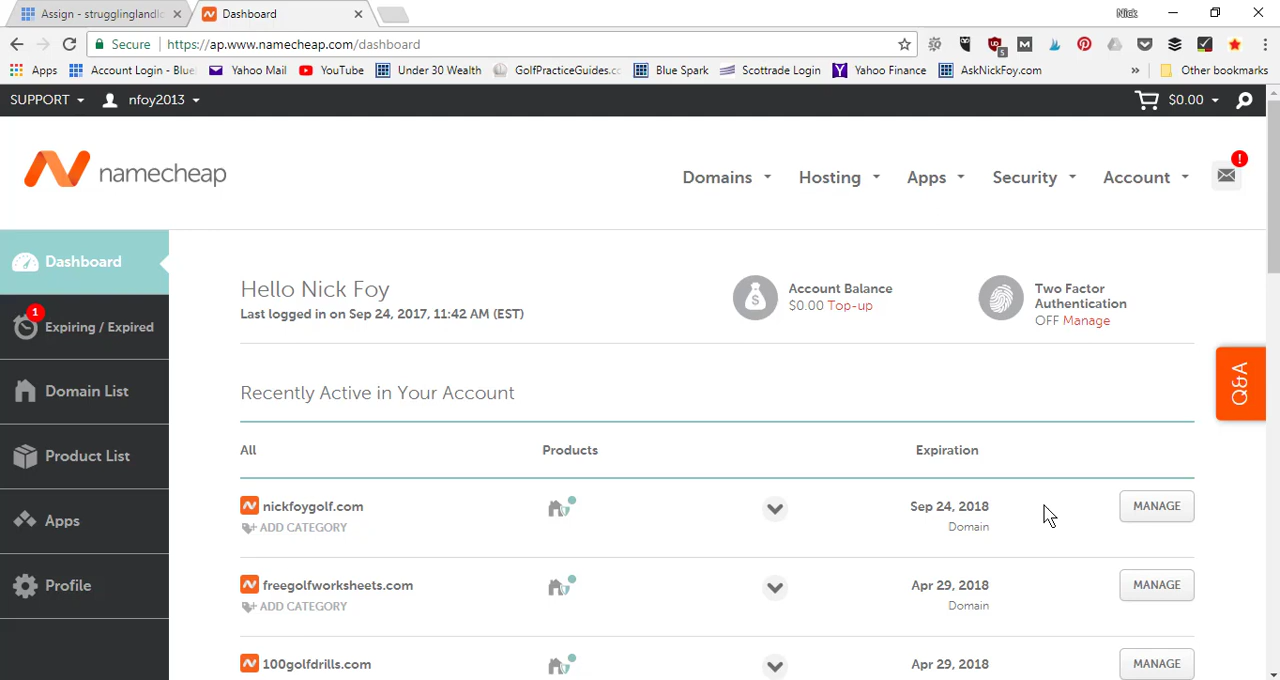 Assign - strugglinglandl
Dashboard
Nick
Secure
https://ap.www.namecheap.com/dashboard
5
M
Apps
Account Login - Blue
Yahoo Mail
YouTube
Under 30 Wealth
GolfPracticeGuides.cc
Blue Spark
Scottrade Login
Yahoo Finance
AskNickFoy.com
»
Other bookmarks
SUPPORT
nfoy2013
$0.00
namecheap
Domains
Hosting
Apps
Security
Account
!
Dashboard
1
Expiring / Expired
Domain List
Product List
Apps
Profile
Hello Nick Foy
Last logged in on Sep 24, 2017, 11:42 AM (EST)
Account Balance
$0.00 Top-up
Two Factor
Authentication
OFF Manage
Q&A
Recently Active in Your Account
All
Products
Expiration
nickfoygolf.com
ADD CATEGORY
Sep 24, 2018
Domain
MANAGE
freegolfworksheets.com
ADD CATEGORY
Apr 29, 2018
Domain
MANAGE
100golfdrills.com
Apr 29, 2018
MANAGE